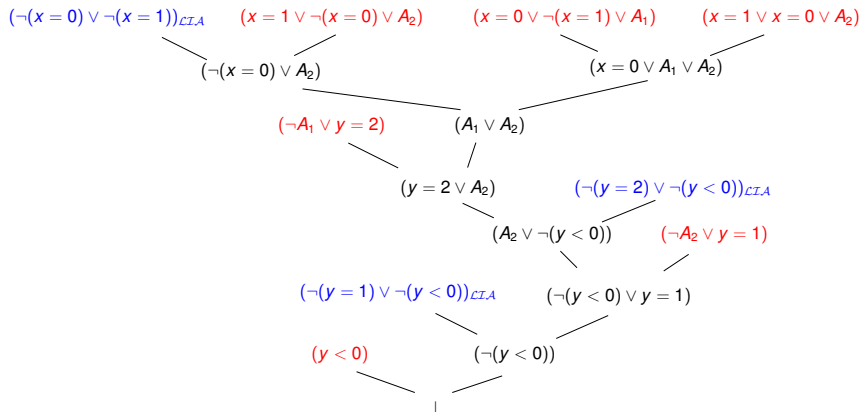 (¬(x = 0) ∨ ¬(x = 1))_LIA (x = 1 ∨ ¬(x = 0) ∨ A₂) (x = 0 ∨ ¬(x = 1) ∨ A₁) (x = 1 ∨ x = 0 ∨ A₂)
(¬(x = 0) ∨ A₂) (x = 0 ∨ A₁ ∨ A₂)
(¬A₁ ∨ y = 2) (A₁ ∨ A₂)
(y = 2 ∨ A₂) (¬(y = 2) ∨ ¬(y < 0))_LIA
(A₂ ∨ ¬(y < 0)) (¬A₂ ∨ y = 1)
(¬(y = 1) ∨ ¬(y < 0))_LIA (¬(y < 0) ∨ y = 1)
(y < 0) (¬(y < 0))